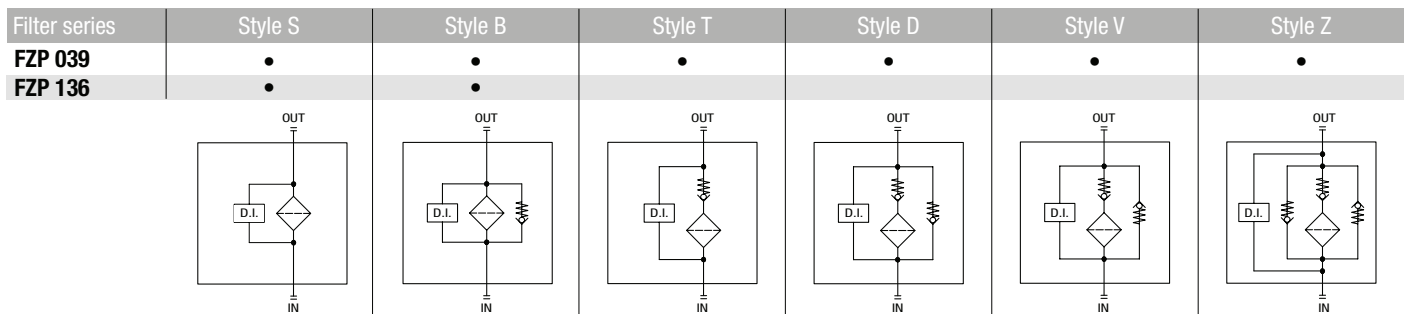 Filter series Style S Style B Style T Style D Style V Style Z
FZP 039 • • • • • •
FZP 136 • •
OUT OUT OUT OUT OUT OUT
D.I. D.I. D.I. D.I. D.I. D.I.
IN IN IN IN IN IN